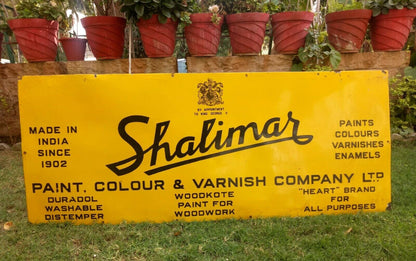 BY APPOINTMENT
TO KING GEORGE V
MADE IN
INDIA
SINCE
1902
Shalimar
PAINTS
COLOURS
VARNISHES
ENAMELS
PAINT, COLOUR & VARNISH COMPANY LTD
DURADOL
WASHABLE
DISTEMPER
WOODKOTE
PAINT FOR
WOODWORK
"HEART" BRAND
FOR
ALL PURPOSES